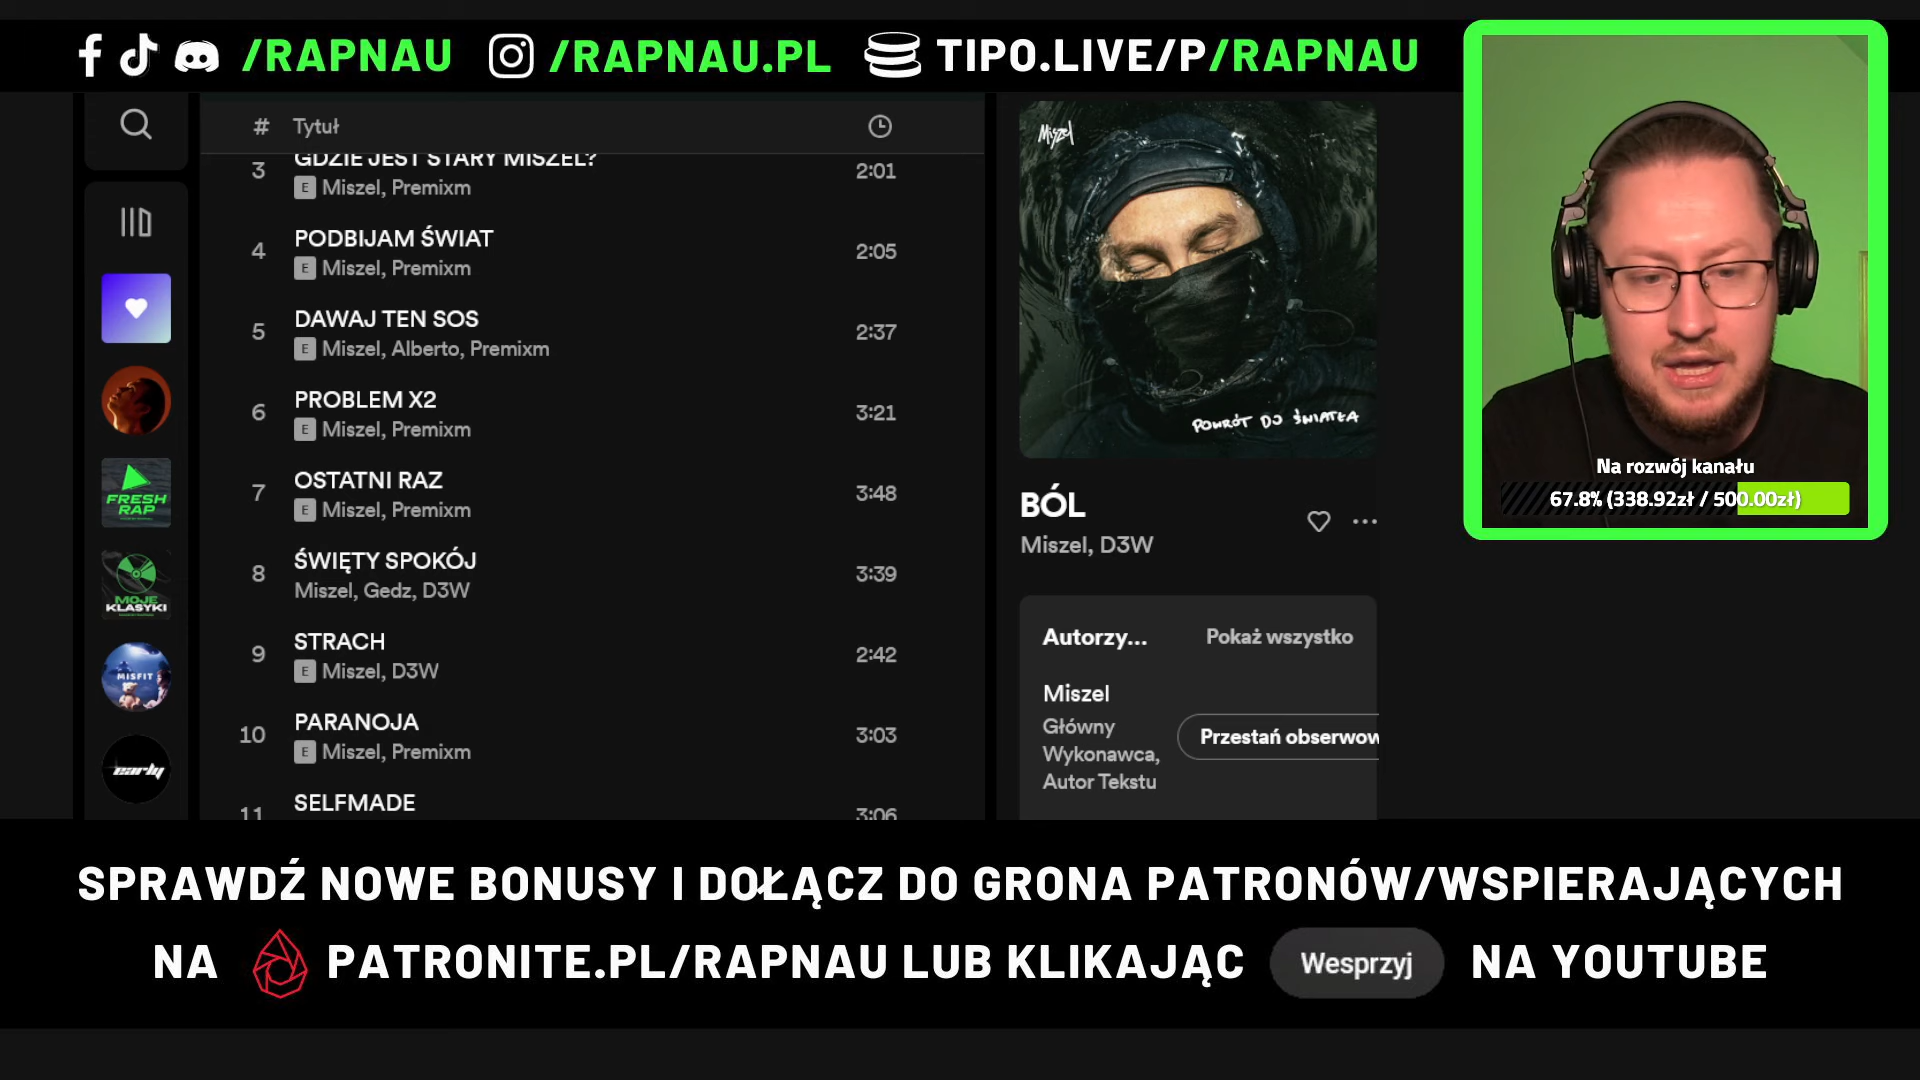 /RAPNAU
/RAPNAU.PL
TIPO.LIVE/P/RAPNAU
# Tytuł
3 GDZIE JEST STARY MISZEL? 2:01
E Miszel, Premixm
4 PODBIJAM ŚWIAT 2:05
E Miszel, Premixm
5 DAWAJ TEN SOS 2:37
E Miszel, Alberto, Premixm
6 PROBLEM X2 3:21
E Miszel, Premixm
7 OSTATNI RAZ 3:48
E Miszel, Premixm
8 ŚWIĘTY SPOKÓJ 3:39
Miszel, Gedz, D3W
9 STRACH 2:42
E Miszel, D3W
10 PARANOJA 3:03
E Miszel, Premixm
11 SELFMADE 3:06
FRESH
RAP
MOJE
KLASYKI
MISFIT
early
Miszel
POWRÓT DO ŚWIATŁA
BÓL
Miszel, D3W
Autorzy... Pokaż wszystko
Miszel
Główny
Wykonawca,
Autor Tekstu
Przestań obserwow
Na rozwój kanału
67.8% (338.92zł / 500.00zł)
SPRAWDŹ NOWE BONUSY I DOŁĄCZ DO GRONA PATRONÓW/WSPIERAJĄCYCH
NA PATRONITE.PL/RAPNAU LUB KLIKAJĄC Wesprzyj NA YOUTUBE